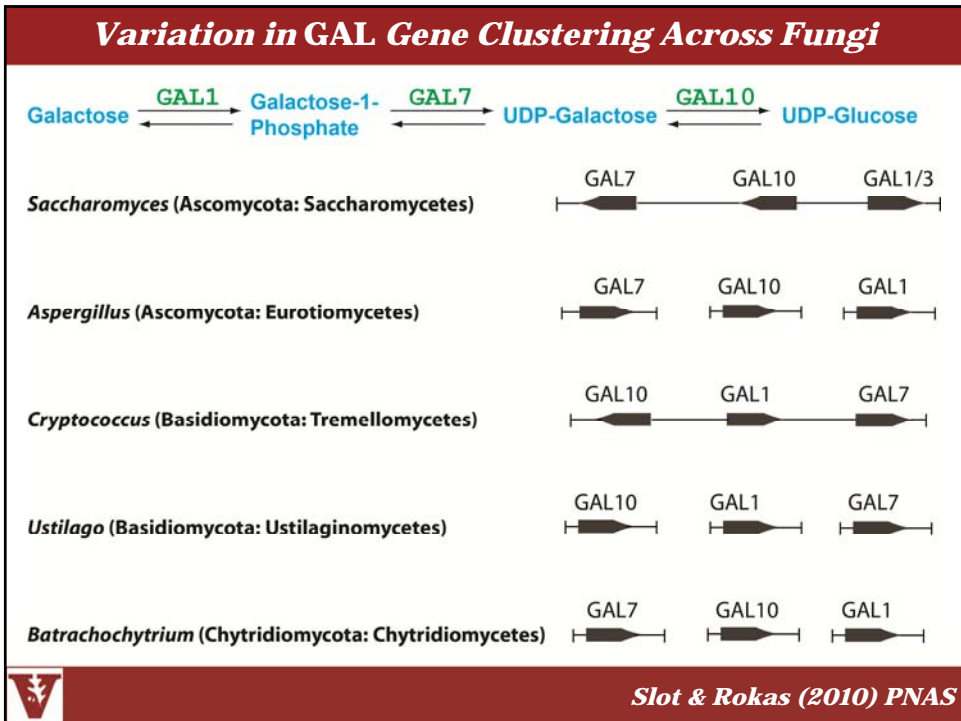 Variation in GAL Gene Clustering Across Fungi
GAL1 GAL7 GAL10
Galactose Galactose-1-Phosphate UDP-Galactose UDP-Glucose
GAL7 GAL10 GAL1/3
Saccharomyces (Ascomycota: Saccharomycetes)
GAL7 GAL10 GAL1
Aspergillus (Ascomycota: Eurotiomycetes)
GAL10 GAL1 GAL7
Cryptococcus (Basidiomycota: Tremellomycetes)
GAL10 GAL1 GAL7
Ustilago (Basidiomycota: Ustilaginomycetes)
GAL7 GAL10 GAL1
Batrachochytrium (Chytridiomycota: Chytridiomycetes)
V
Slot & Rokas (2010) PNAS